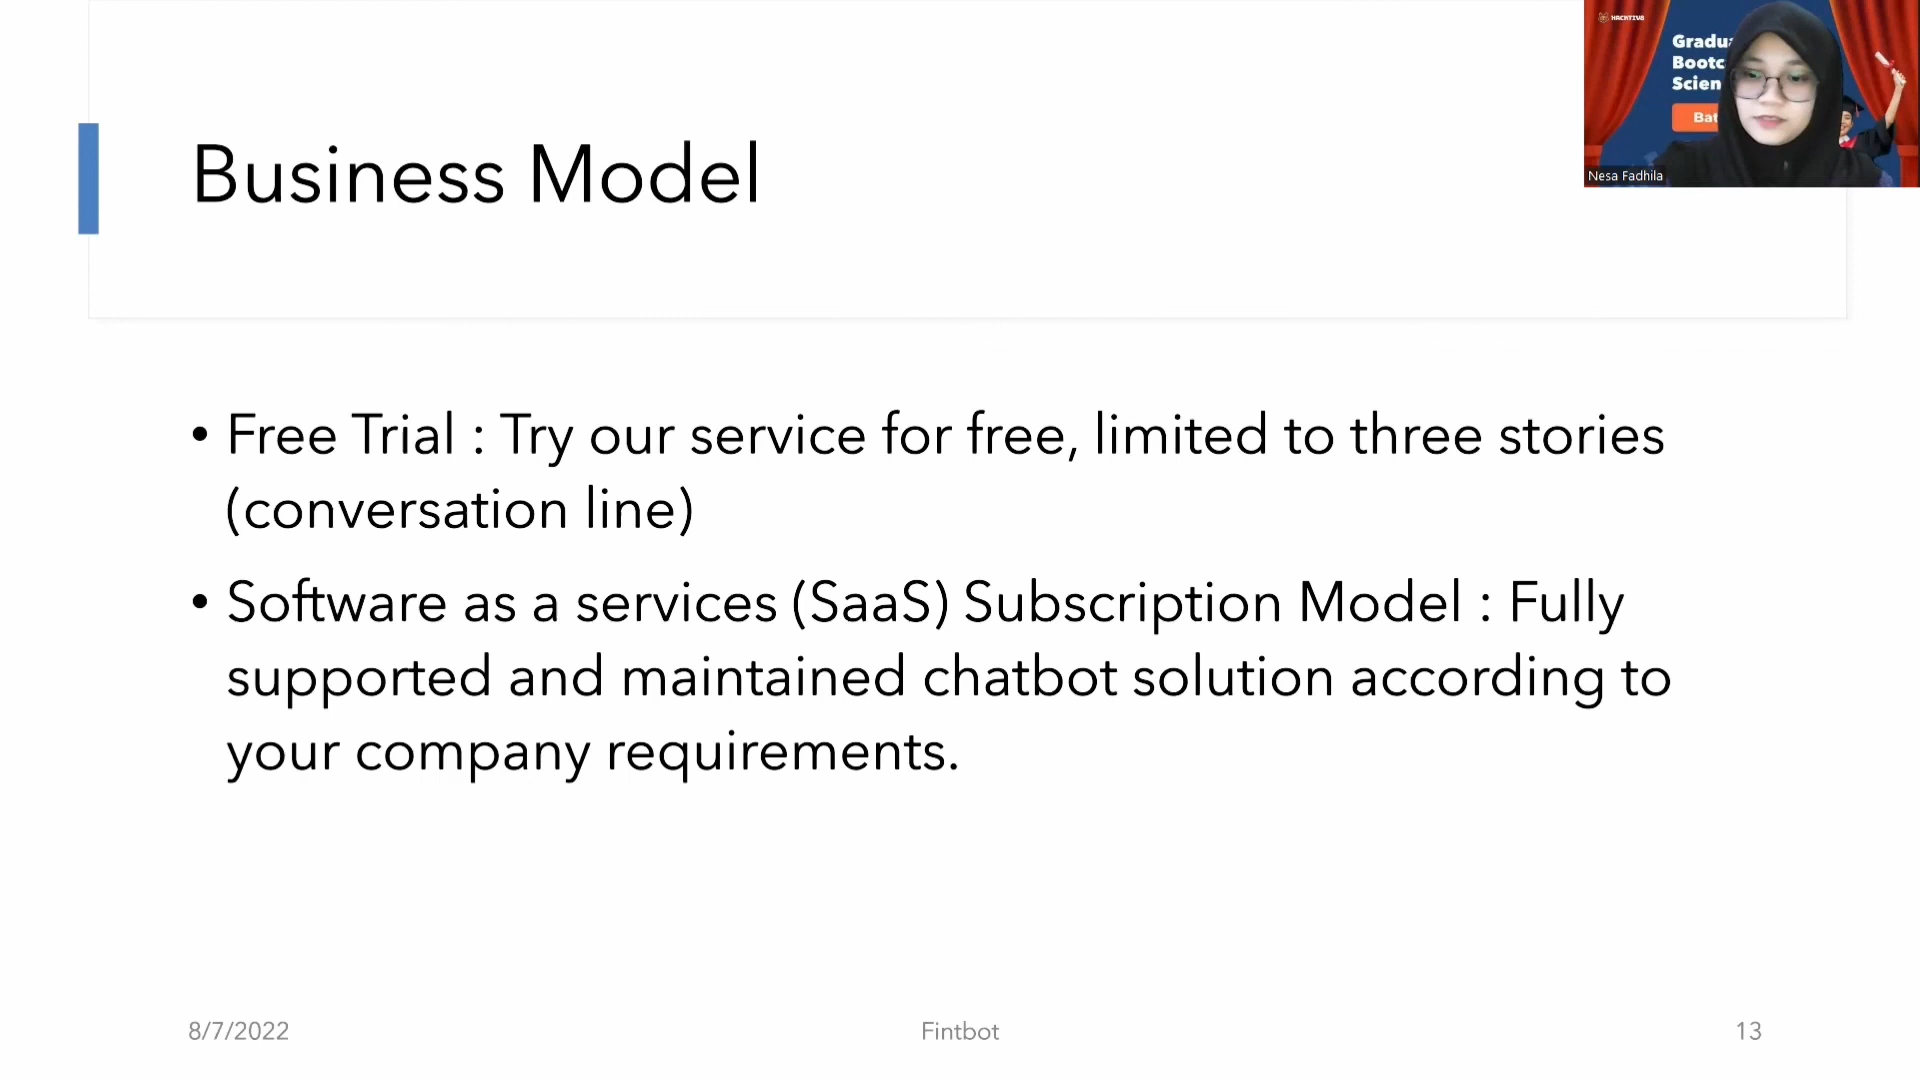 HACKTIV8
Business Model
Nesa Fadhila
• Free Trial : Try our service for free, limited to three stories
(conversation line)
• Software as a services (SaaS) Subscription Model : Fully
supported and maintained chatbot solution according to
your company requirements.
8/7/2022
Fintbot
13